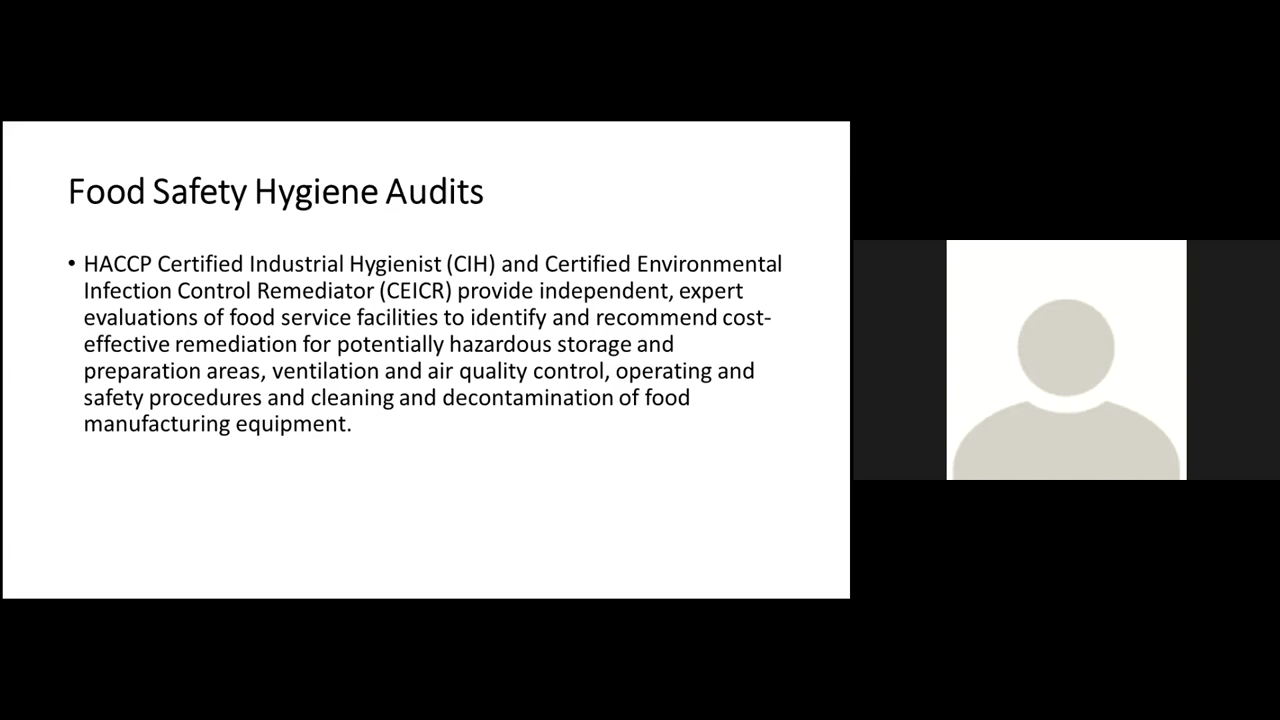 Food Safety Hygiene Audits
• HACCP Certified Industrial Hygienist (CIH) and Certified Environmental
Infection Control Remediator (CEICR) provide independent, expert
evaluations of food service facilities to identify and recommend cost-
effective remediation for potentially hazardous storage and
preparation areas, ventilation and air quality control, operating and
safety procedures and cleaning and decontamination of food
manufacturing equipment.